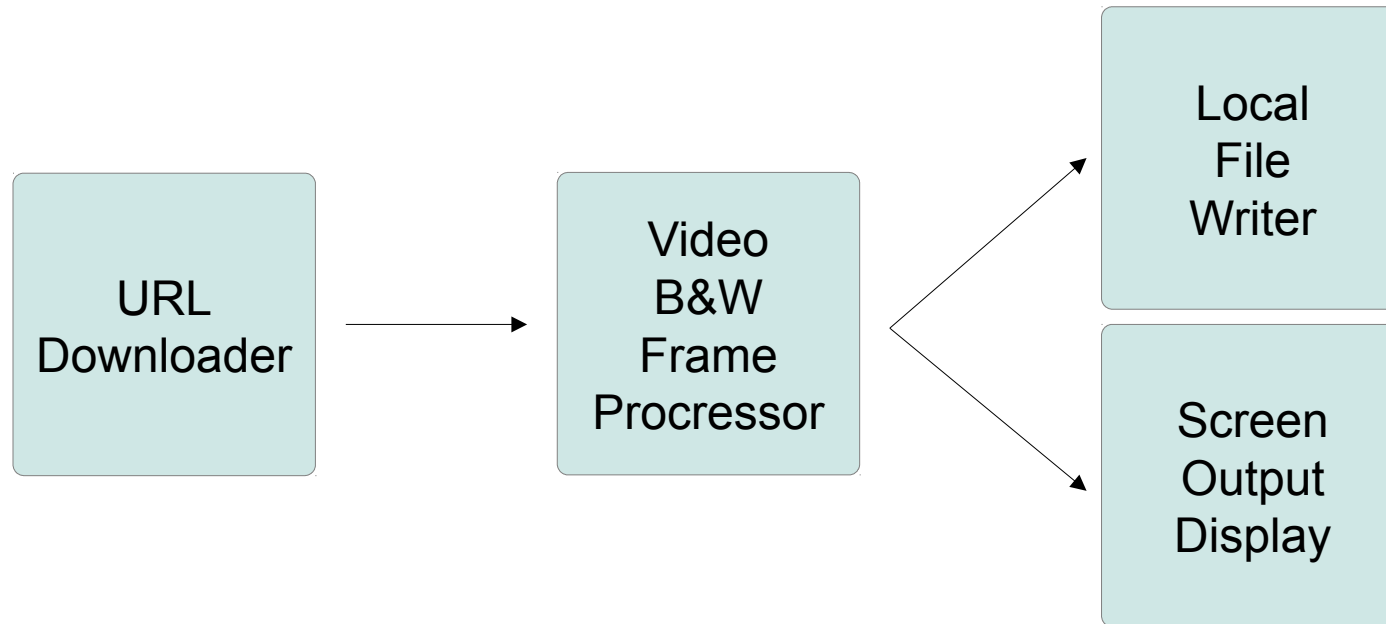 URL
Downloader
Video
B&W
Frame
Procressor
Local
File
Writer
Screen
Output
Display